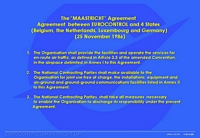 The "MAASTRICHT" Agreement
Agreement between EUROCONTROL and 4 States
(Belgium, the Netherlands, Luxembourg and Germany)
(25 November 1986)
1. The Organisation shall provide the facilities and operate the services for
en-route air traffic, as defined in Article 2.3 of the amended Convention
in the airspace defined in Annex I to this Agreement
2. The National Contracting Parties shall make available to the
Organisation for joint use free of charge, the installations, equipment and
air-ground and ground-ground communications facilities listed in Annex II
to this Agreement.
3. The National Contracting Parties, shall take all measures necessary
to enable the Organisation to discharge its responsibility under the present
Agreement.